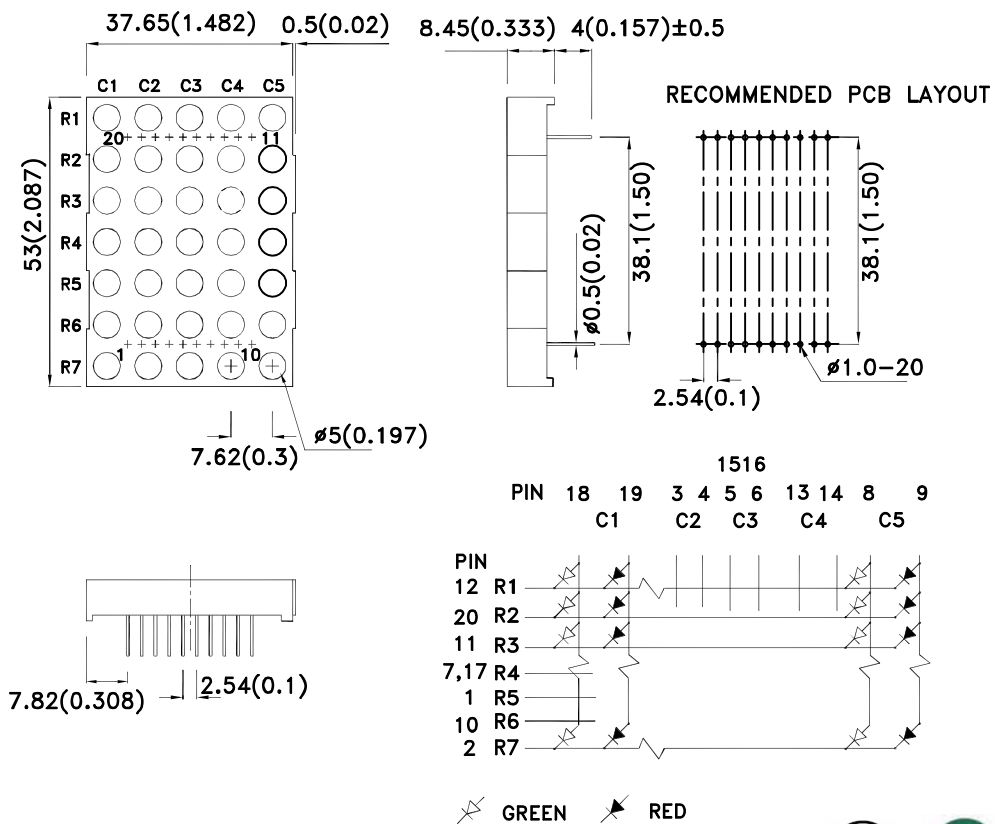 37.65(1.482) 0.5(0.02)
8.45(0.333) 4(0.157)±0.5
C1 C2 C3 C4 C5
RECOMMENDED PCB LAYOUT
R1
20 11
R2
R3
R4
R5
R6
1 10
R7
53(2.087)
ø5(0.197)
7.62(0.3)
ø0.5(0.02)
38.1(1.50)
38.1(1.50)
ø1.0-20
2.54(0.1)
7.82(0.308)
2.54(0.1)
1516
PIN 18 19 3 4 5 6 13 14 8 9
C1 C2 C3 C4 C5
PIN
12 R1
20 R2
11 R3
7,17 R4
1 R5
10 R6
2 R7
GREEN RED